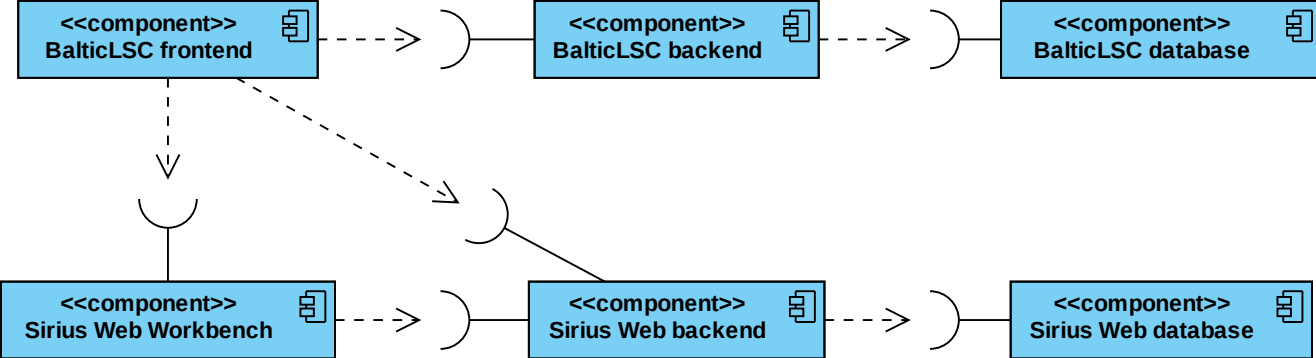 <<component>>
BalticLSC frontend
<<component>>
BalticLSC backend
<<component>>
BalticLSC database
<<component>>
Sirius Web Workbench
<<component>>
Sirius Web backend
<<component>>
Sirius Web database